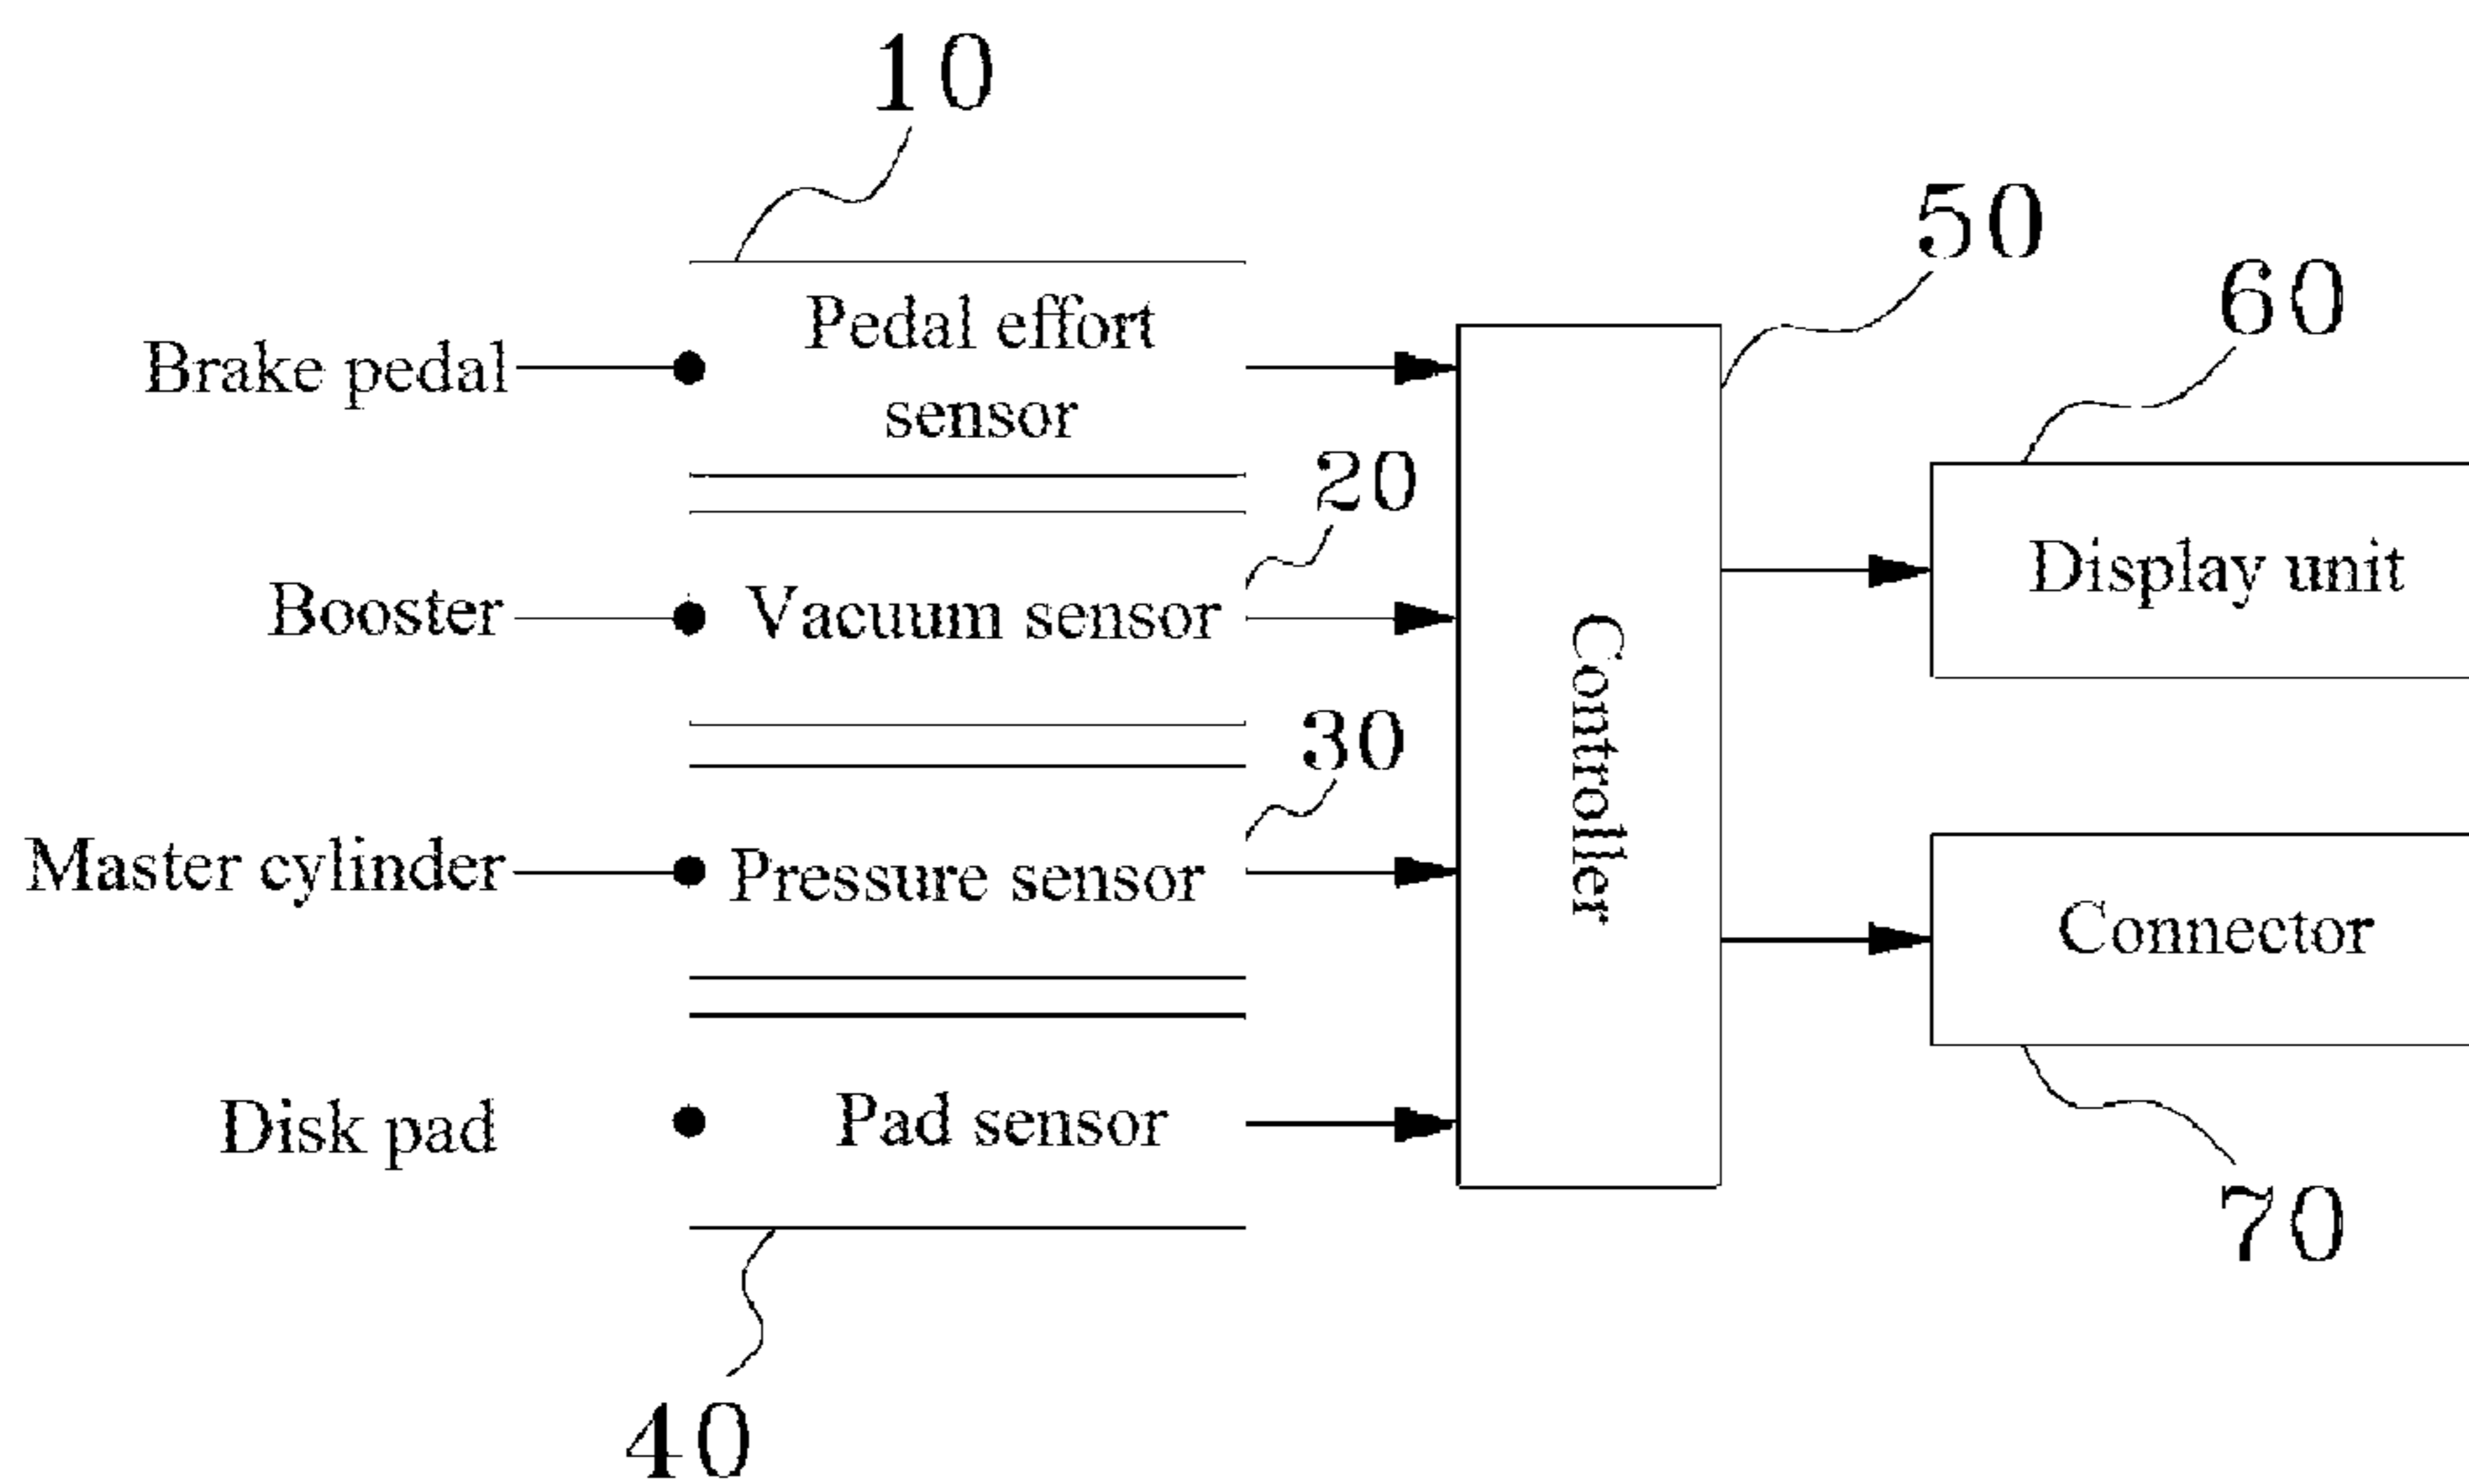 10
50
60
Brake pedal
Pedal effort
sensor
20
Booster
Vacuum sensor
Display unit
Controller
30
Master cylinder
Pressure sensor
Connector
Disk pad
Pad sensor
70
40